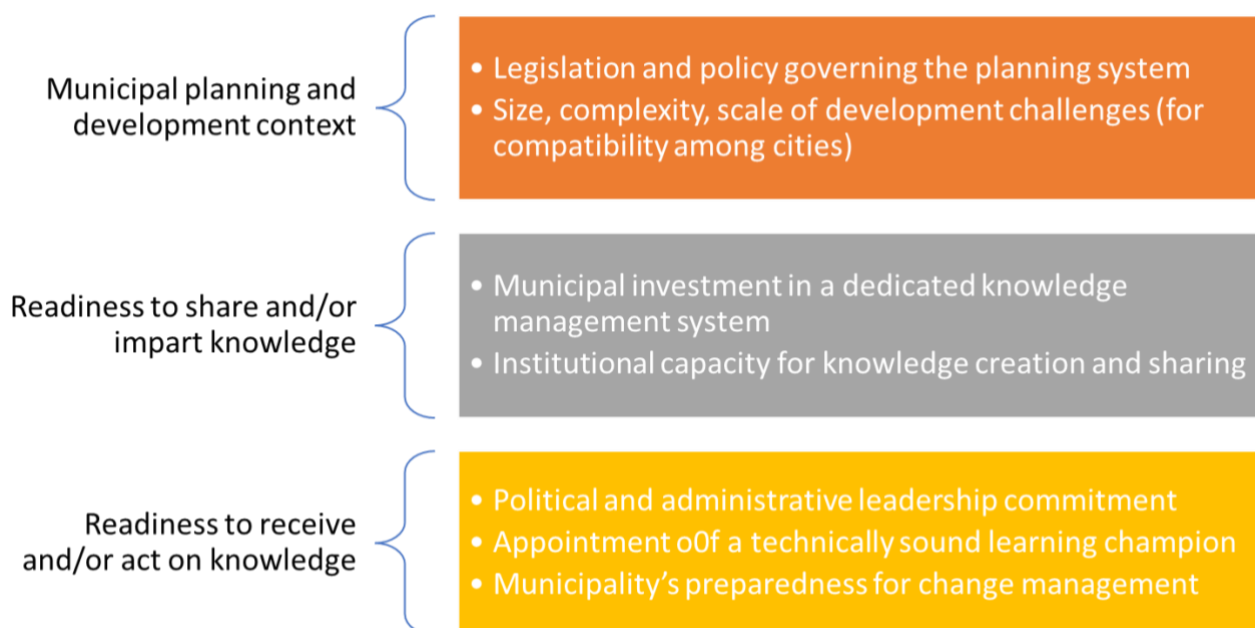 Municipal planning and
development context
• Legislation and policy governing the planning system
• Size, complexity, scale of development challenges (for
compatibility among cities)
Readiness to share and/or
impart knowledge
• Municipal investment in a dedicated knowledge
management system
• Institutional capacity for knowledge creation and sharing
Readiness to receive
and/or act on knowledge
• Political and administrative leadership commitment
• Appointment o0f a technically sound learning champion
• Municipality's preparedness for change management